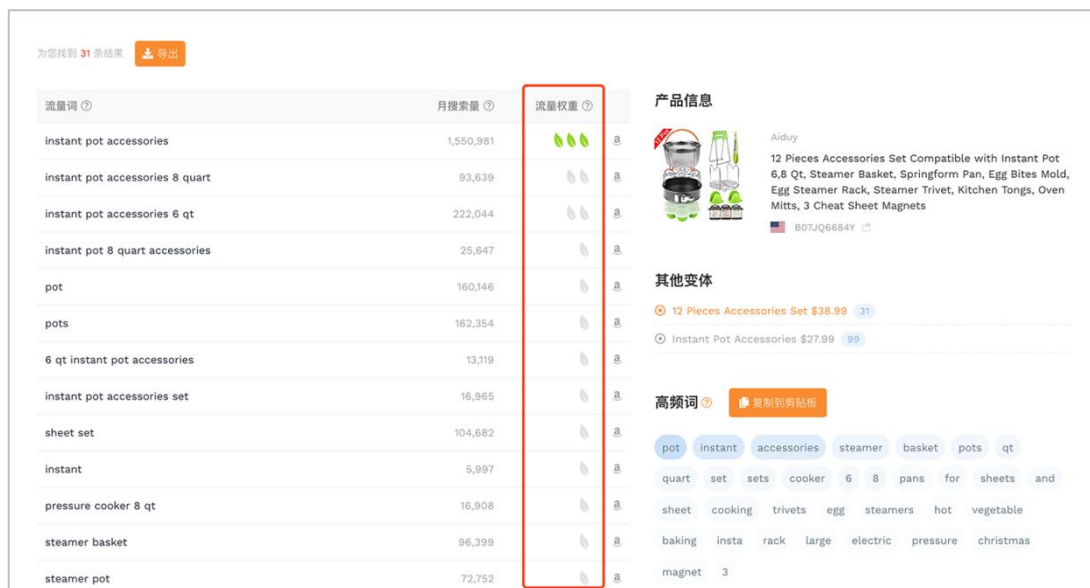 为您找到 31 条结果 导出
流量词 月搜索量 流量权重
instant pot accessories 1,550,981
instant pot accessories 8 quart 93,639
instant pot accessories 6 qt 222,044
instant pot 8 quart accessories 25,647
pot 160,146
pots 162,354
6 qt instant pot accessories 13,119
instant pot accessories set 16,965
sheet set 104,682
instant 5,997
pressure cooker 8 qt 16,908
steamer basket 96,399
steamer pot 72,752
产品信息
Aiduy
12 Pieces Accessories Set Compatible with Instant Pot
6,8 Qt, Steamer Basket, Springform Pan, Egg Bites Mold,
Egg Steamer Rack, Steamer Trivet, Kitchen Tongs, Oven
Mitts, 3 Cheat Sheet Magnets
B07JQ6684Y
其他变体
12 Pieces Accessories Set $38.99 31
Instant Pot Accessories $27.99 99
高频词 复制到剪贴板
pot instant accessories steamer basket pots qt
quart set sets cooker 6 8 pans for sheets and
sheet cooking trivets egg steamers hot vegetable
baking insta rack large electric pressure christmas
magnet 3